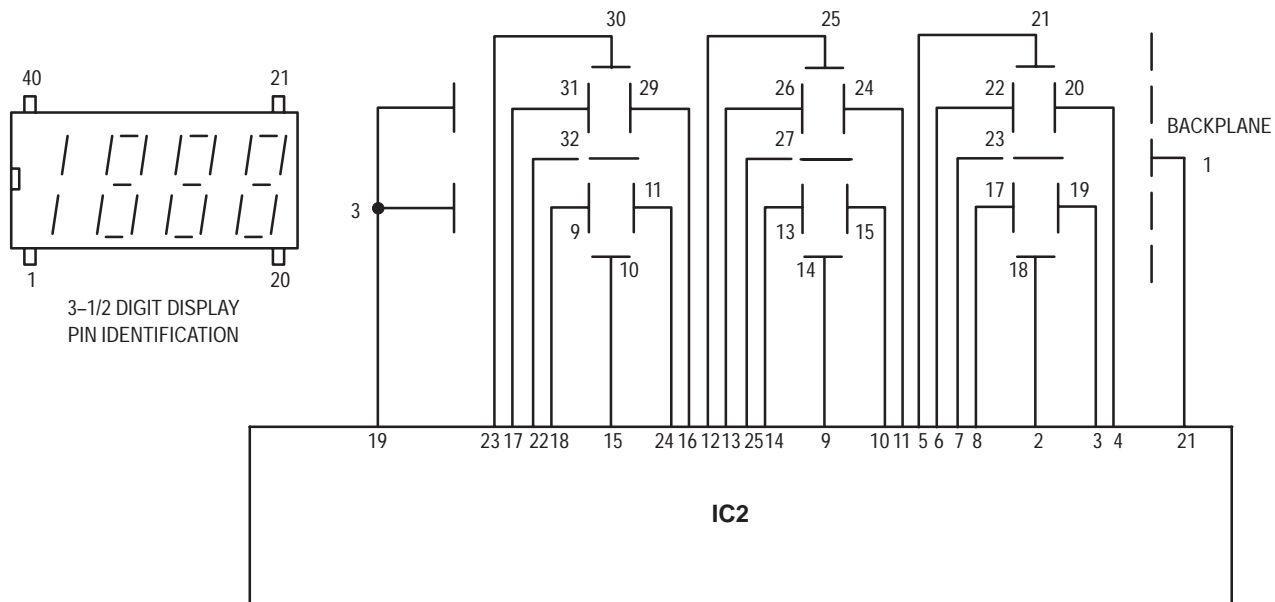 30 25 21
40 21
31 29 26 24 22 20
BACKPLANE
32 27 23
1
11 17 19
3
9 13 15
10 14 18
1 20
3–1/2 DIGIT DISPLAY
PIN IDENTIFICATION
19 23 17 22 18 15 24 16 12 13 25 14 9 10 11 5 6 7 8 2 3 4 21
IC2